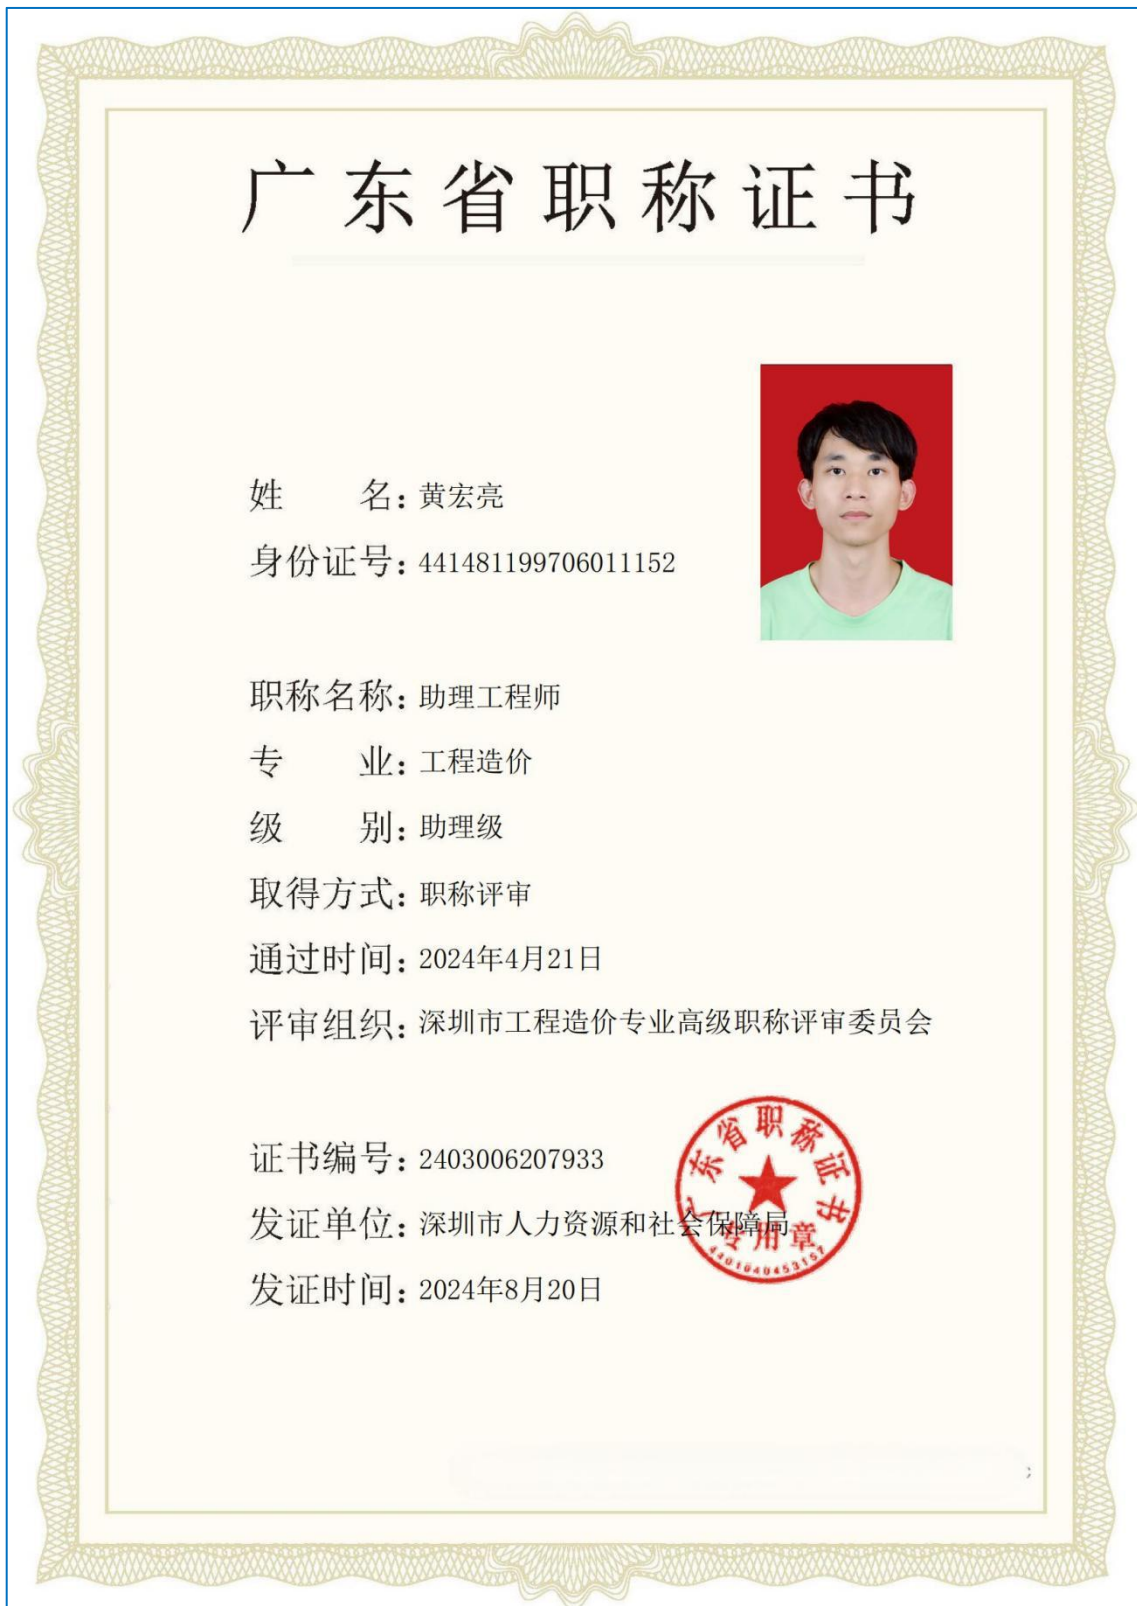 广东省职称证书
姓名：黄宏亮
身份证号：441481199706011152
职称名称：助理工程师
专业：工程造价
级别：助理级
取得方式：职称评审
通过时间：2024年4月21日
评审组织：深圳市工程造价专业高级职称评审委员会
证书编号：2403006207933
发证单位：深圳市人力资源和社会保障局
发证时间：2024年8月20日
广东省职称证书
专用章
4401040453157